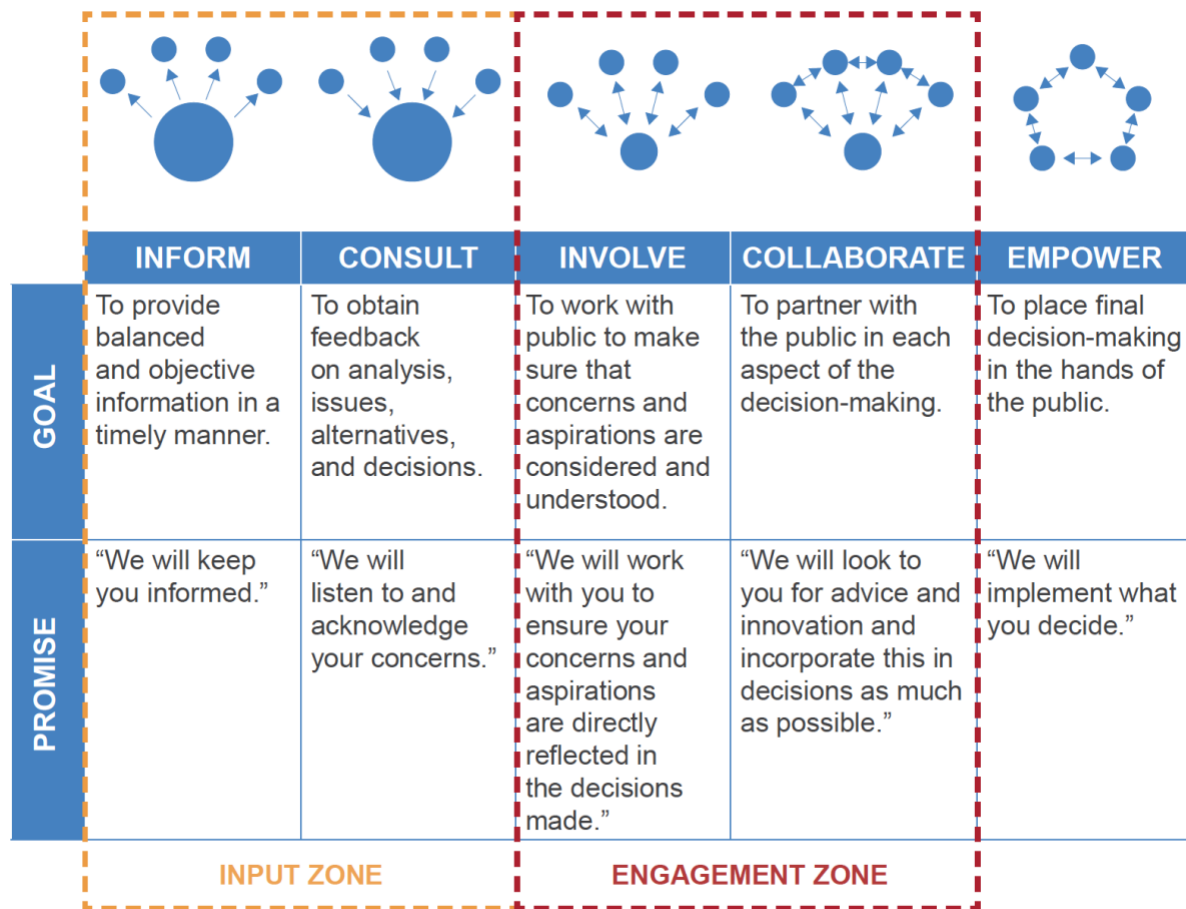 INFORM
CONSULT
INVOLVE
COLLABORATE
EMPOWER
GOAL
To provide
balanced
and objective
information in a
timely manner.
To obtain
feedback
on analysis,
issues,
alternatives,
and decisions.
To work with
public to make
sure that
concerns and
aspirations are
considered and
understood.
To partner with
the public in each
aspect of the
decision-making.
To place final
decision-making
in the hands of
the public.
PROMISE
“We will keep
you informed.”
“We will
listen to and
acknowledge
your concerns.”
“We will work
with you to
ensure your
concerns and
aspirations
are directly
reflected in
the decisions
made.”
“We will look to
you for advice and
innovation and
incorporate this in
decisions as much
as possible.”
“We will
implement what
you decide.”
INPUT ZONE
ENGAGEMENT ZONE